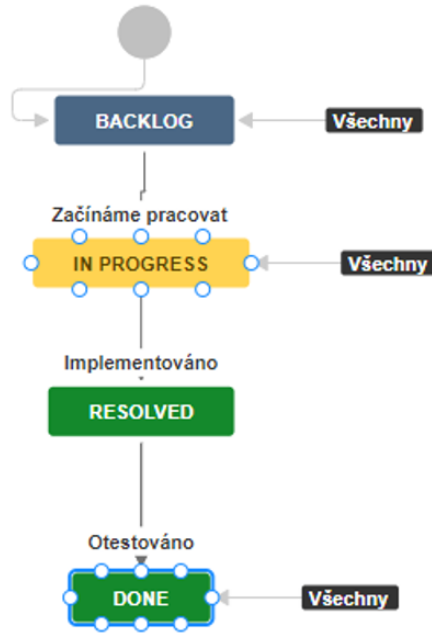 BACKLOG
Všechny
Začínáme pracovat
IN PROGRESS
Všechny
Implementováno
RESOLVED
Otestováno
DONE
Všechny